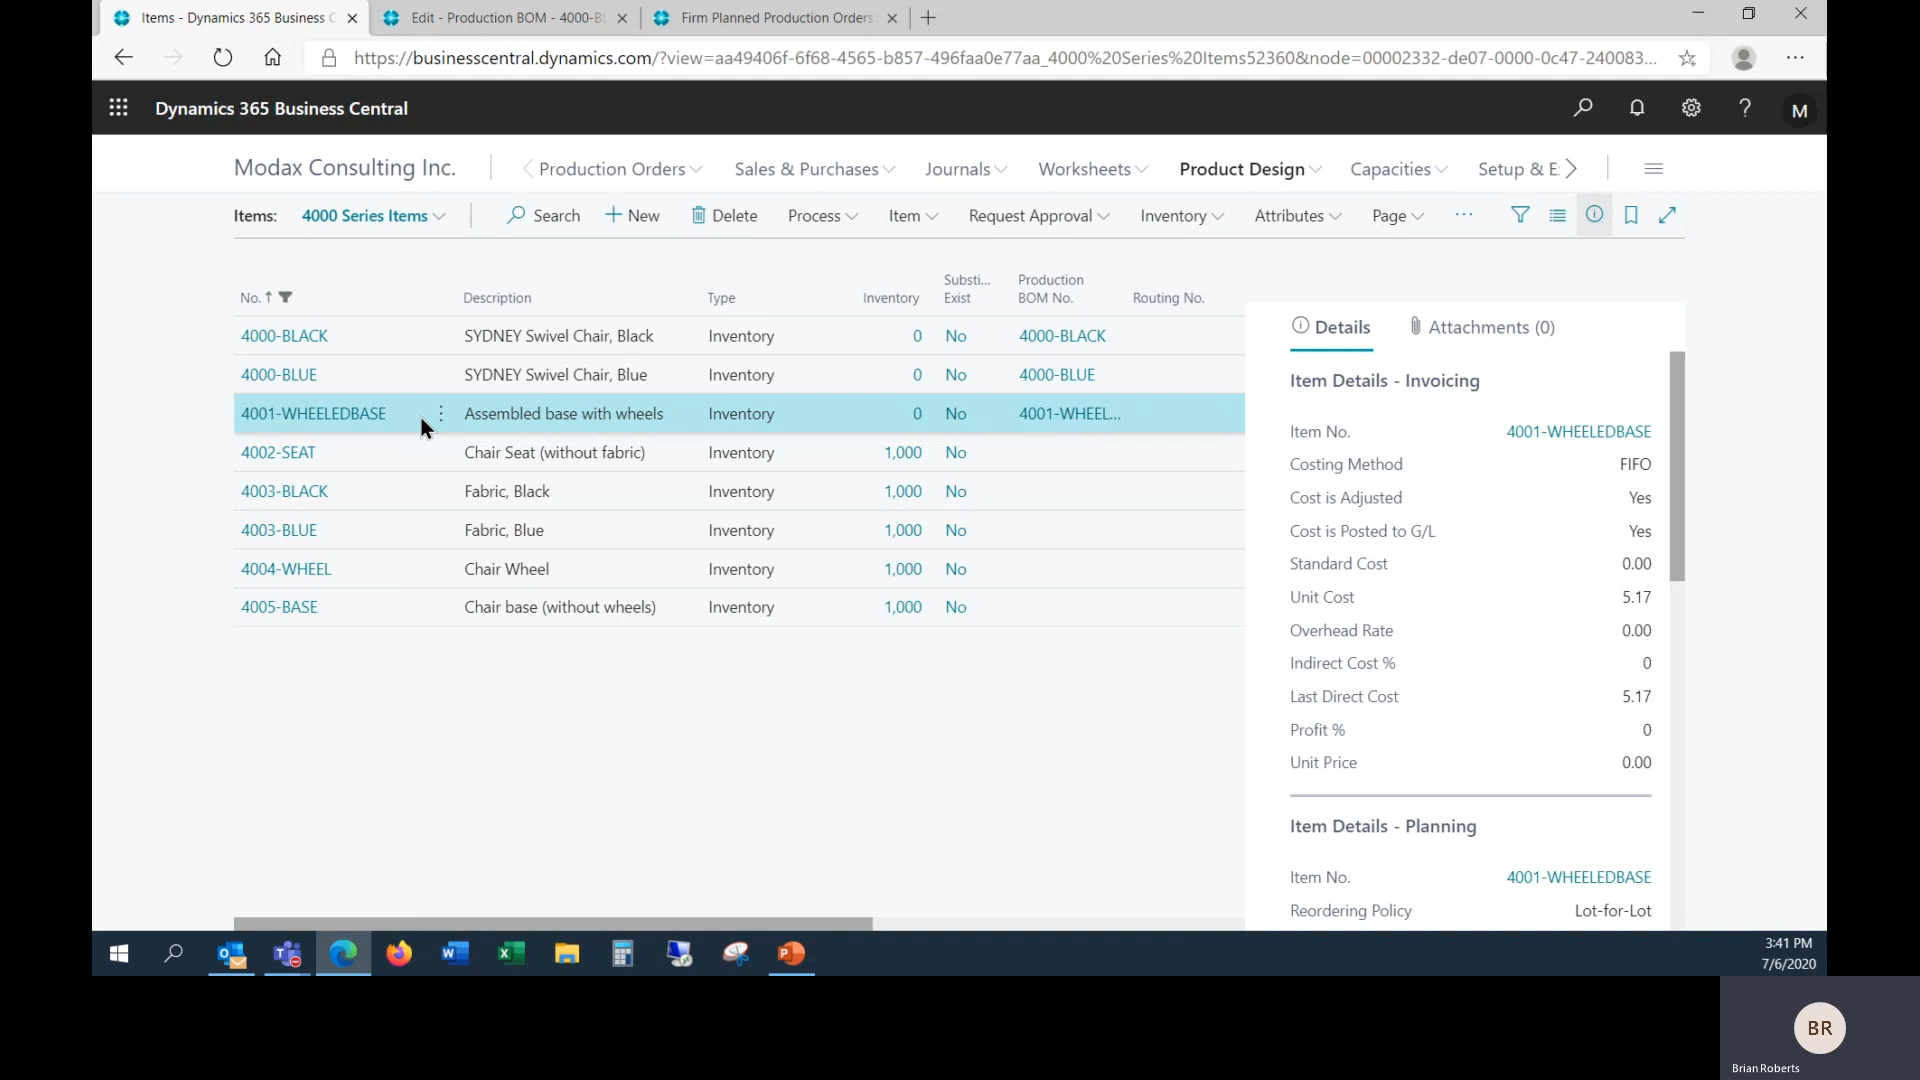 Items - Dynamics 365 Business C
Edit - Production BOM - 4000-Bl
Firm Planned Production Orders
https://businesscentral.dynamics.com/?view=aa49406f-6f68-4565-b857-496faa0e77aa_4000%20Series%20Items52360&node=00002332-de07-0000-0c47-240083...
Dynamics 365 Business Central
M
Modax Consulting Inc.
Production Orders
Sales & Purchases
Journals
Worksheets
Product Design
Capacities
Setup & E
Items:
4000 Series Items
Search
New
Delete
Process
Item
Request Approval
Inventory
Attributes
Page
No. ↑
Description
Type
Inventory
Substi...
Exist
Production
BOM No.
Routing No.
4000-BLACK SYDNEY Swivel Chair, Black Inventory 0 No 4000-BLACK
4000-BLUE SYDNEY Swivel Chair, Blue Inventory 0 No 4000-BLUE
4001-WHEELEDBASE Assembled base with wheels Inventory 0 No 4001-WHEEL...
4002-SEAT Chair Seat (without fabric) Inventory 1,000 No
4003-BLACK Fabric, Black Inventory 1,000 No
4003-BLUE Fabric, Blue Inventory 1,000 No
4004-WHEEL Chair Wheel Inventory 1,000 No
4005-BASE Chair base (without wheels) Inventory 1,000 No
Details
Attachments (0)
Item Details - Invoicing
Item No. 4001-WHEELEDBASE
Costing Method FIFO
Cost is Adjusted Yes
Cost is Posted to G/L Yes
Standard Cost 0.00
Unit Cost 5.17
Overhead Rate 0.00
Indirect Cost % 0
Last Direct Cost 5.17
Profit % 0
Unit Price 0.00
Item Details - Planning
Item No. 4001-WHEELEDBASE
Reordering Policy Lot-for-Lot
3:41 PM
7/6/2020
BR
Brian Roberts